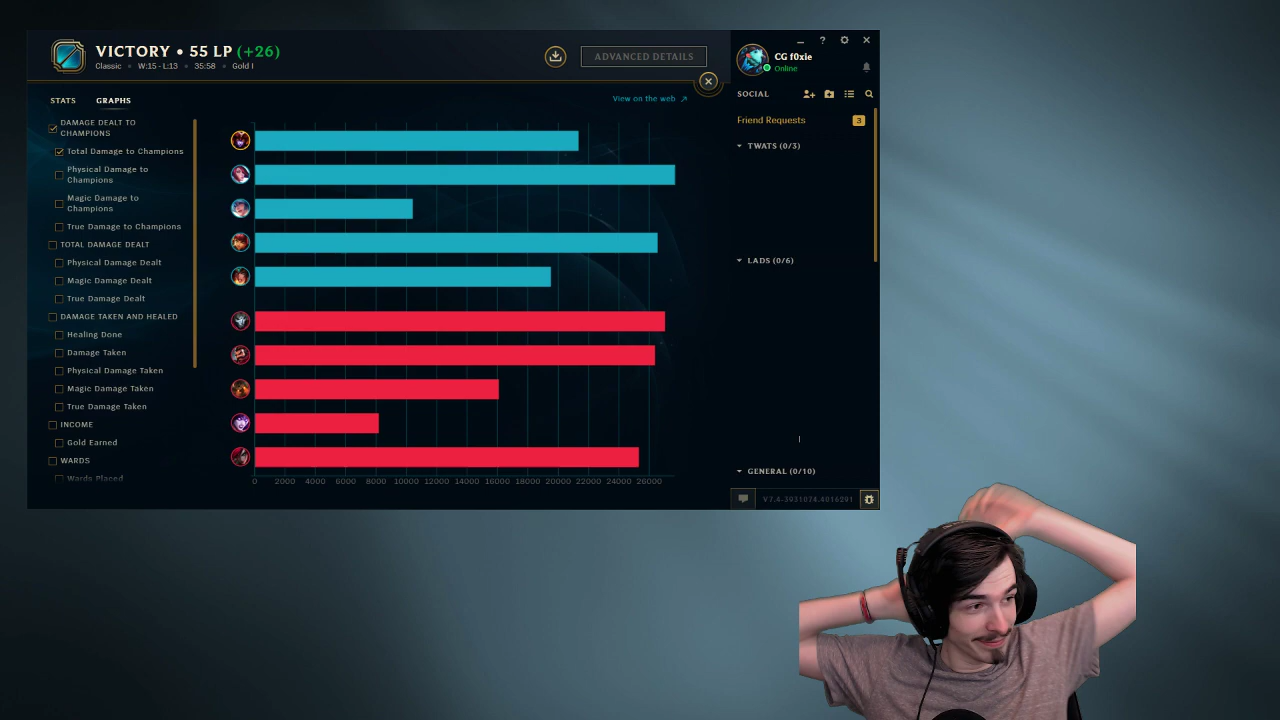 VICTORY • 55 LP (+26)
Classic • W:15 - L:13 • 35:58 • Gold I
ADVANCED DETAILS
CG f0xie
Online
STATS GRAPHS
View on the web
SOCIAL
Friend Requests 3
TWATS (0/3)
LADS (0/6)
GENERAL (0/10)
V7.4-3931074.4016291
DAMAGE DEALT TO
CHAMPIONS
Total Damage to Champions
Physical Damage to
Champions
Magic Damage to
Champions
True Damage to Champions
TOTAL DAMAGE DEALT
Physical Damage Dealt
Magic Damage Dealt
True Damage Dealt
DAMAGE TAKEN AND HEALED
Healing Done
Damage Taken
Physical Damage Taken
Magic Damage Taken
True Damage Taken
INCOME
Gold Earned
WARDS
Wards Placed
0 2000 4000 6000 8000 10000 12000 14000 16000 18000 20000 22000 24000 26000